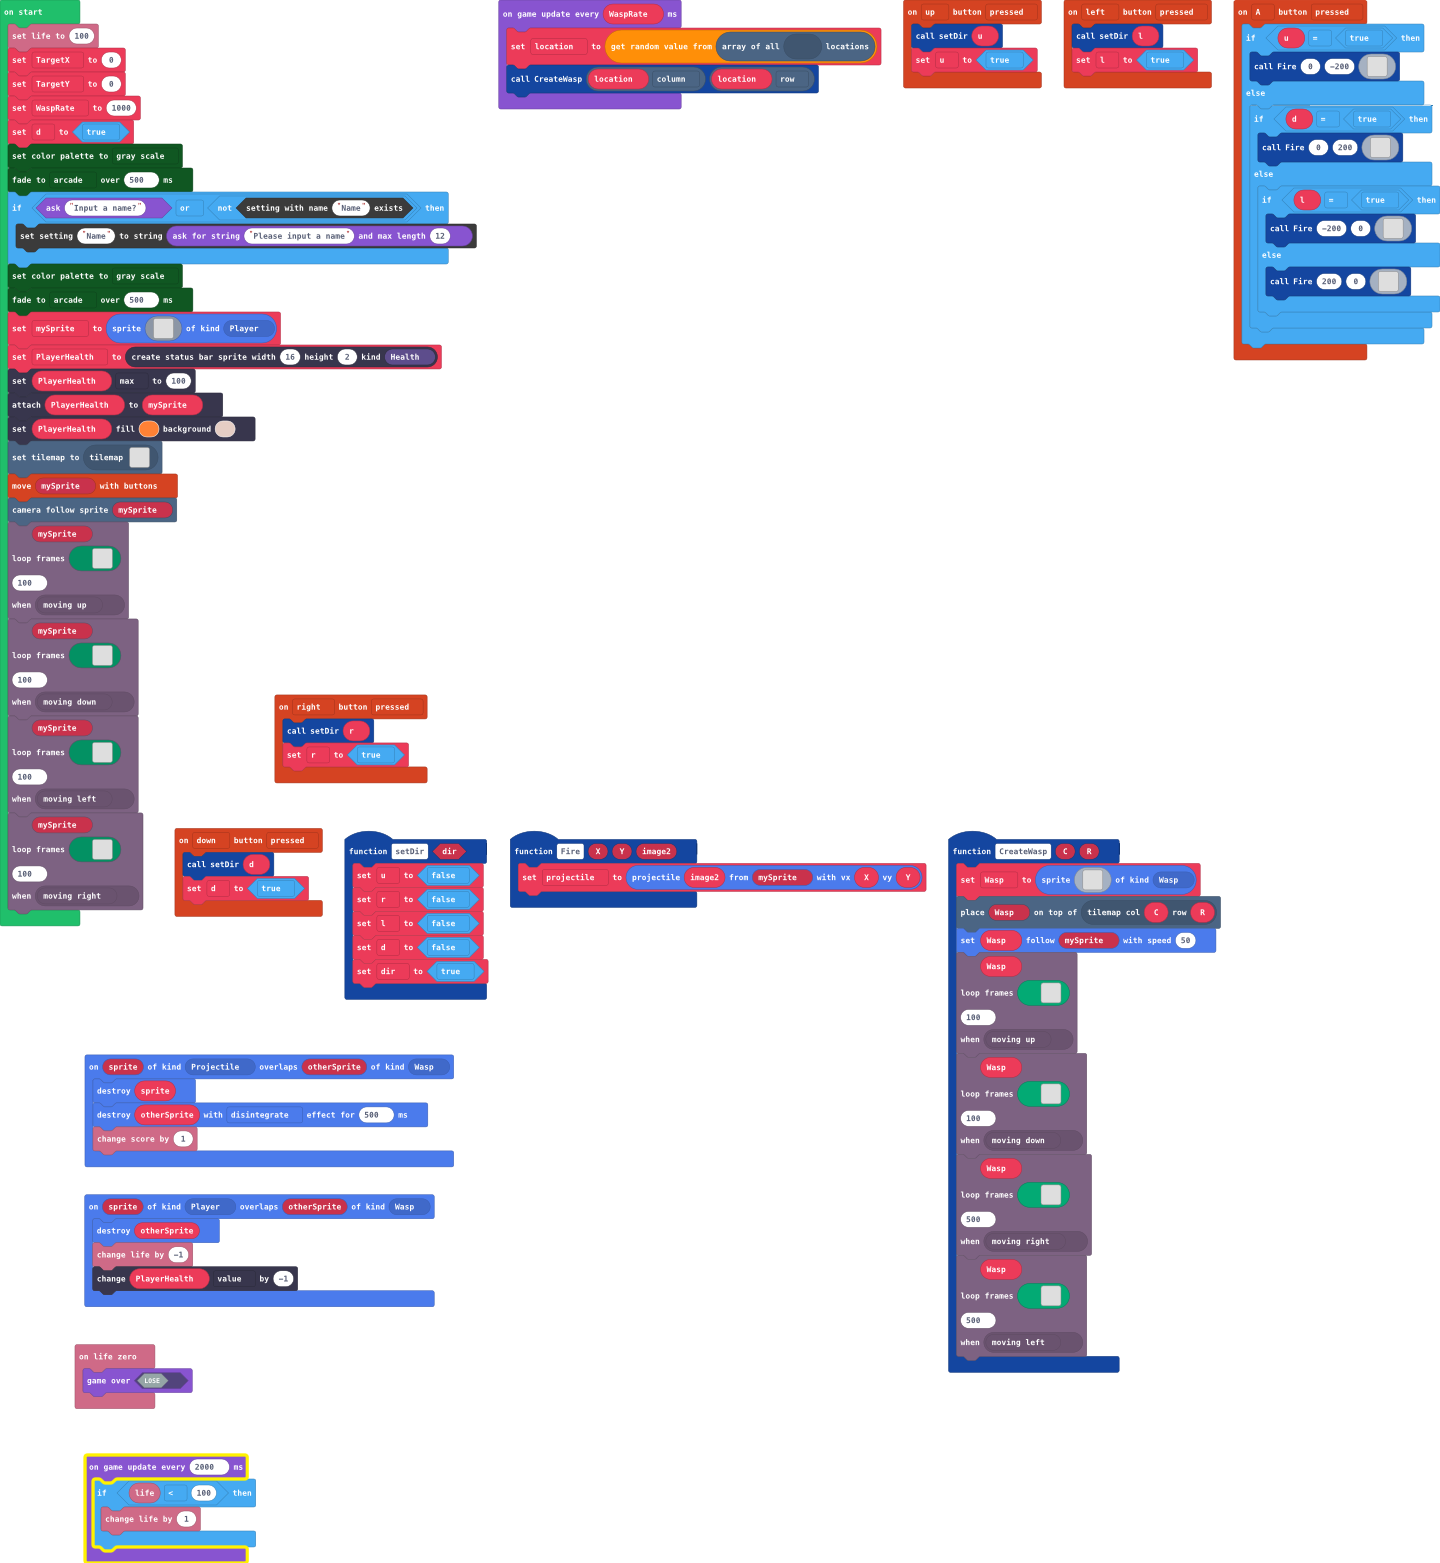 on start
set life to 100
set TargetX to 0
set TargetY to 0
set WaspRate to 1000
set d to true
set color palette to gray scale
fade to arcade over 500 ms
if ask "Input a name?" or not setting with name "Name" exists then
set setting "Name" to string ask for string "Please input a name" and max length 12
set color palette to gray scale
fade to arcade over 500 ms
set mySprite to sprite of kind Player
set PlayerHealth to create status bar sprite width 16 height 2 kind Health
set PlayerHealth max to 100
attach PlayerHealth to mySprite
set PlayerHealth fill background
set tilemap to tilemap
move mySprite with buttons
camera follow sprite mySprite
mySprite
loop frames
100
when moving up
mySprite
loop frames
100
when moving down
mySprite
loop frames
100
when moving left
mySprite
loop frames
100
when moving right
on game update every WaspRate ms
set location to get random value from array of all locations
call CreateWasp location column location row
on up button pressed
call setDir u
set u to true
on left button pressed
call setDir l
set l to true
on A button pressed
if u = true then
call Fire 0 -200
else
if d = true then
call Fire 0 200
else
if l = true then
call Fire -200 0
else
call Fire 200 0
on right button pressed
call setDir r
set r to true
on down button pressed
call setDir d
set d to true
function setDir dir
set u to false
set r to false
set l to false
set d to false
set dir to true
function Fire X Y image2
set projectile to projectile image2 from mySprite with vx X vy Y
function CreateWasp C R
set Wasp to sprite of kind Wasp
place Wasp on top of tilemap col C row R
set Wasp follow mySprite with speed 50
Wasp
loop frames
100
when moving up
Wasp
loop frames
100
when moving down
Wasp
loop frames
500
when moving right
Wasp
loop frames
500
when moving left
on sprite of kind Projectile overlaps otherSprite of kind Wasp
destroy sprite
destroy otherSprite with disintegrate effect for 500 ms
change score by 1
on sprite of kind Player overlaps otherSprite of kind Wasp
destroy otherSprite
change life by -1
change PlayerHealth value by -1
on life zero
game over LOSE
on game update every 2000 ms
if life < 100 then
change life by 1